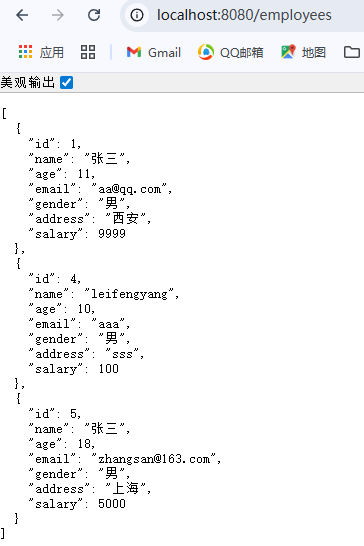 localhost:8080/employees
应用 Gmail QQ邮箱 地图
美观输出
[
  {
    "id": 1,
    "name": "张三",
    "age": 11,
    "email": "aa@qq.com",
    "gender": "男",
    "address": "西安",
    "salary": 9999
  },
  {
    "id": 4,
    "name": "leifengyang",
    "age": 10,
    "email": "aaa",
    "gender": "男",
    "address": "sss",
    "salary": 100
  },
  {
    "id": 5,
    "name": "张三",
    "age": 18,
    "email": "zhangsan@163.com",
    "gender": "男",
    "address": "上海",
    "salary": 5000
  }
]